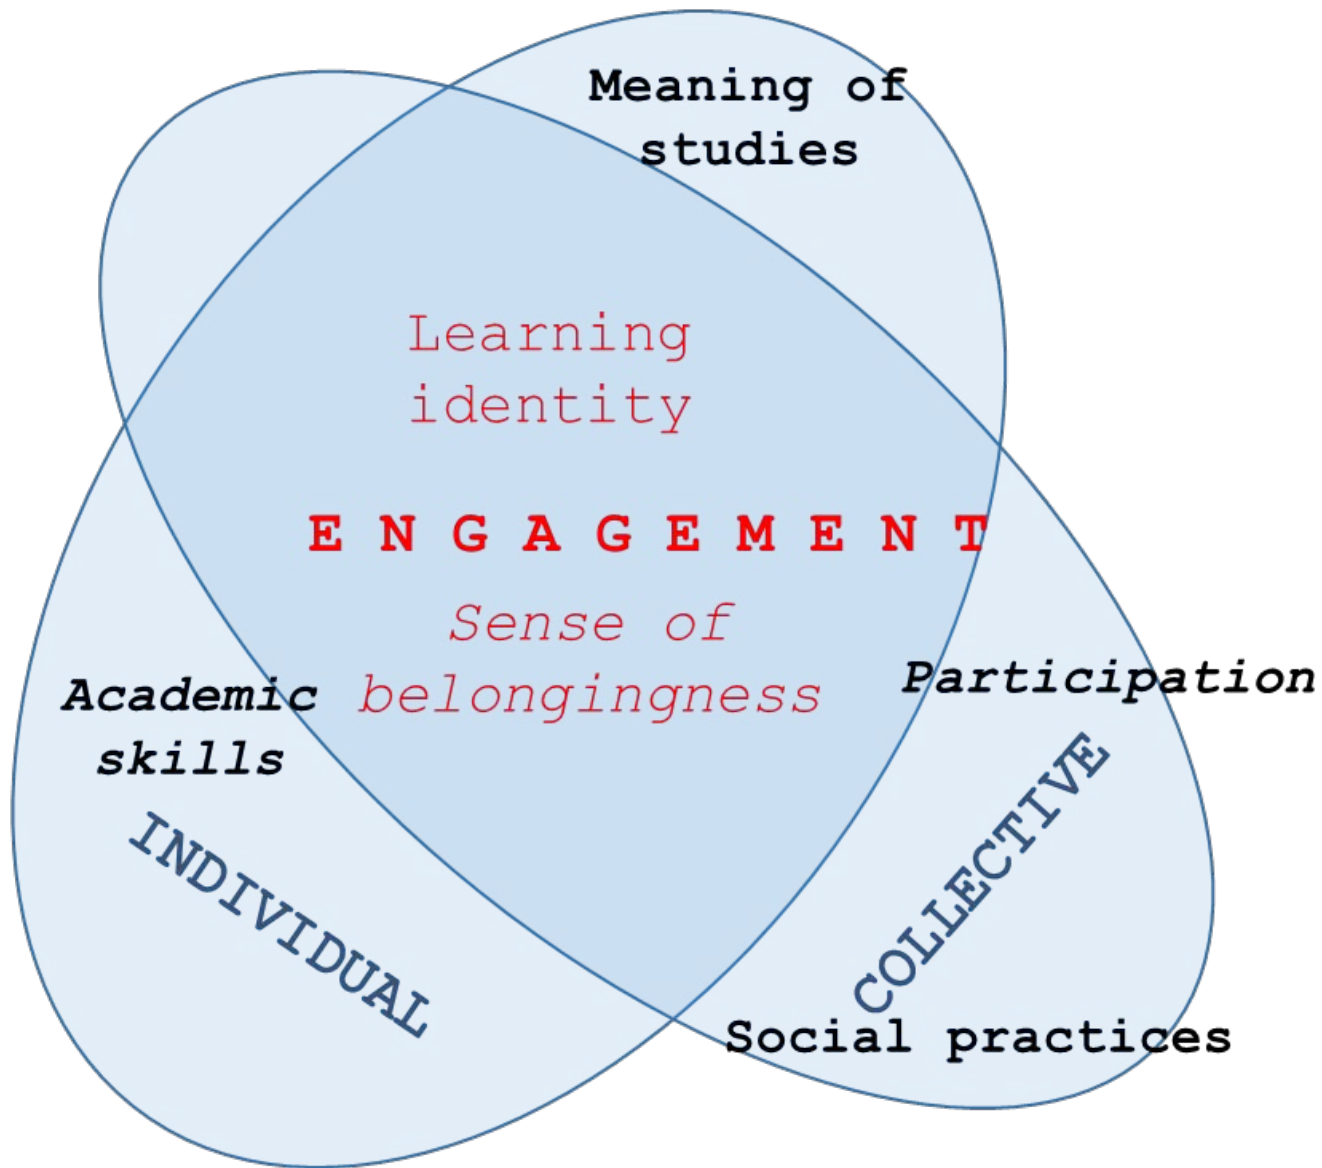 Meaning of
studies
Learning
identity
E N G A G E M E N T
Sense of
belongingness
Academic
skills
INDIVIDUAL
Participation
COLLECTIVE
Social practices